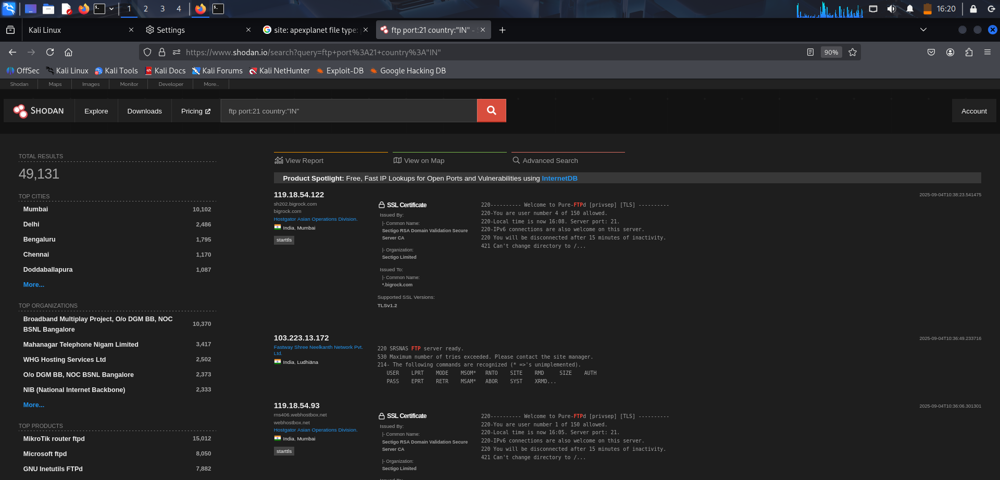 1 2 3 4 16:20
Kali Linux Settings site: apexplanet file type: ftp port:21 country:"IN" - S
https://www.shodan.io/search?query=ftp+port%3A21+country%3A"IN" 90%
OffSec Kali Linux Kali Tools Kali Docs Kali Forums Kali NetHunter Exploit-DB Google Hacking DB
Shodan Maps Images Monitor Developer More...
SHODAN Explore Downloads Pricing ftp port:21 country:"IN" Account
TOTAL RESULTS
49,131
TOP CITIES
Mumbai 10,102
Delhi 2,486
Bengaluru 1,795
Chennai 1,170
Doddaballapura 1,087
More...
TOP ORGANIZATIONS
Broadband Multiplay Project, O/o DGM BB, NOC
BSNL Bangalore 10,370
Mahanagar Telephone Nigam Limited 3,417
WHG Hosting Services Ltd 2,502
O/o DGM BB, NOC BSNL Bangalore 2,373
NIB (National Internet Backbone) 2,333
More...
TOP PRODUCTS
MikroTik router ftpd 15,012
Microsoft ftpd 8,050
GNU Inetutils FTPd 7,882
View Report View on Map Advanced Search
Product Spotlight: Free, Fast IP Lookups for Open Ports and Vulnerabilities using InternetDB
119.18.54.122 2025-09-04T10:38:23.541475
sh202.bigrock.com
bigrock.com
Hostgator Asian Operations Division.
India, Mumbai
starttls
SSL Certificate
Issued By:
|- Common Name:
Sectigo RSA Domain Validation Secure
Server CA
|- Organization:
Sectigo Limited
Issued To:
|- Common Name:
*.bigrock.com
Supported SSL Versions:
TLSv1.2
220---------- Welcome to Pure-FTPd [privsep] [TLS] ----------
220-You are user number 4 of 150 allowed.
220-Local time is now 16:08. Server port: 21.
220-IPv6 connections are also welcome on this server.
220 You will be disconnected after 15 minutes of inactivity.
421 Can't change directory to /...
103.223.13.172 2025-09-04T10:36:49.233716
Fastway Shree Neelkanth Network Pvt.
Ltd.
India, Ludhiāna
220 SRSNAS FTP server ready.
530 Maximum number of tries exceeded. Please contact the site manager.
214- The following commands are recognized (* =>'s unimplemented).
USER LPRT MODE MSOM* RNTO SITE RMD SIZE AUTH
PASS EPRT RETR MSAM* ABOR SYST XRMD...
119.18.54.93 2025-09-04T10:36:06.301301
rns406.webhostbox.net
webhostbox.net
Hostgator Asian Operations Division.
India, Mumbai
starttls
SSL Certificate
Issued By:
|- Common Name:
Sectigo RSA Domain Validation Secure
Server CA
|- Organization:
Sectigo Limited
220---------- Welcome to Pure-FTPd [privsep] [TLS] ----------
220-You are user number 1 of 150 allowed.
220-Local time is now 16:05. Server port: 21.
220-IPv6 connections are also welcome on this server.
220 You will be disconnected after 15 minutes of inactivity.
421 Can't change directory to /...